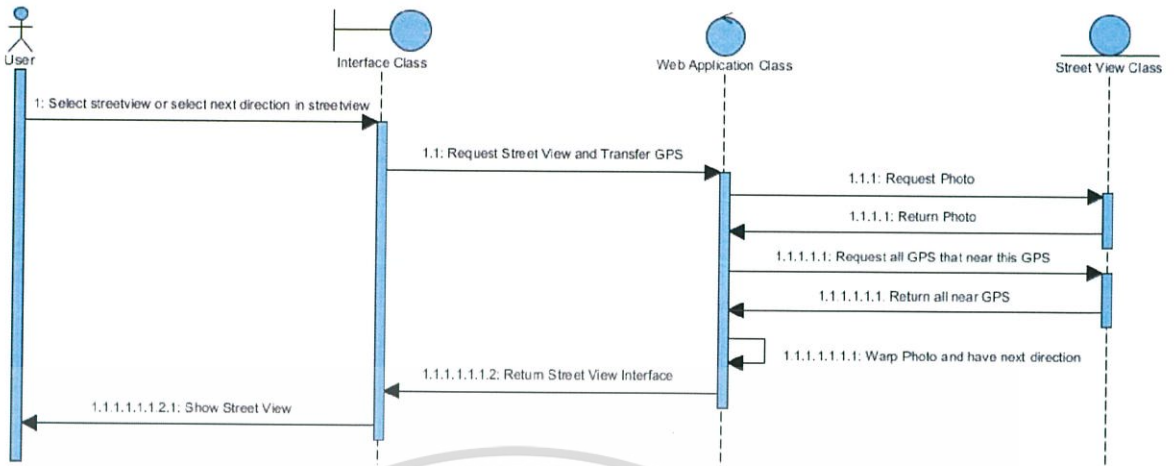 User
Interface Class
Web Application Class
Street View Class
1: Select streetview or select next direction in streetview
1.1: Request Street View and Transfer GPS
1.1.1: Request Photo
1.1.1.1: Return Photo
1.1.1.1.1: Request all GPS that near this GPS
1.1.1.1.1.1. Return all near GPS
1.1.1.1.1.1.1: Warp Photo and have next direction
1.1.1.1.1.1.2: Return Street View Interface
1.1.1.1.1.1.2.1: Show Street View